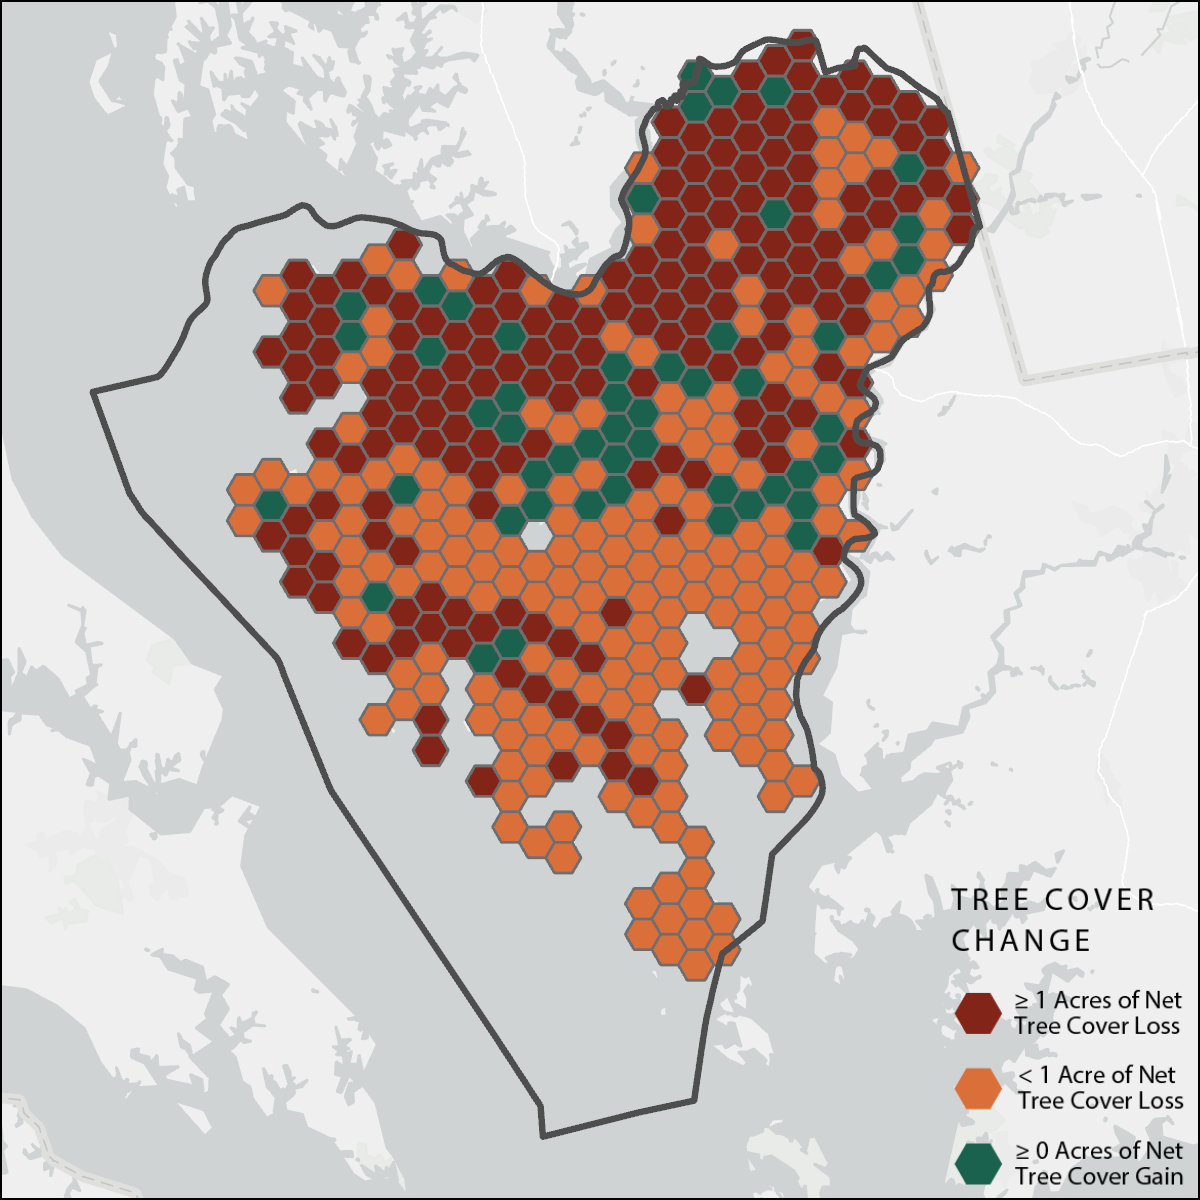 TREE COVER
CHANGE
≥ 1 Acres of Net
Tree Cover Loss
< 1 Acre of Net
Tree Cover Loss
≥ 0 Acres of Net
Tree Cover Gain